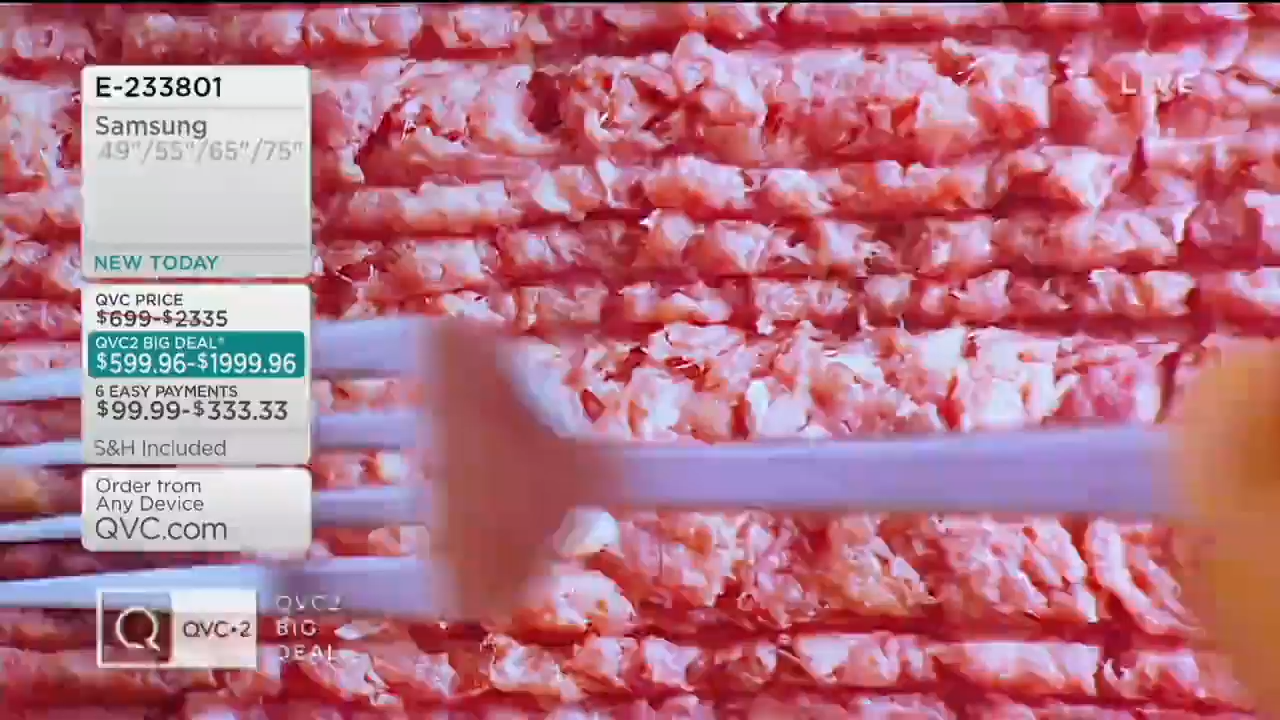 E-233801
Samsung
49"/55"/65"/75"
NEW TODAY
QVC PRICE
$699-$2335
QVC2 BIG DEAL®
$599.96-$1999.96
6 EASY PAYMENTS
$99.99-$333.33
S&H Included
Order from
Any Device
QVC.com
Q QVC•2
QVC2
BIG
DEAL
LIVE